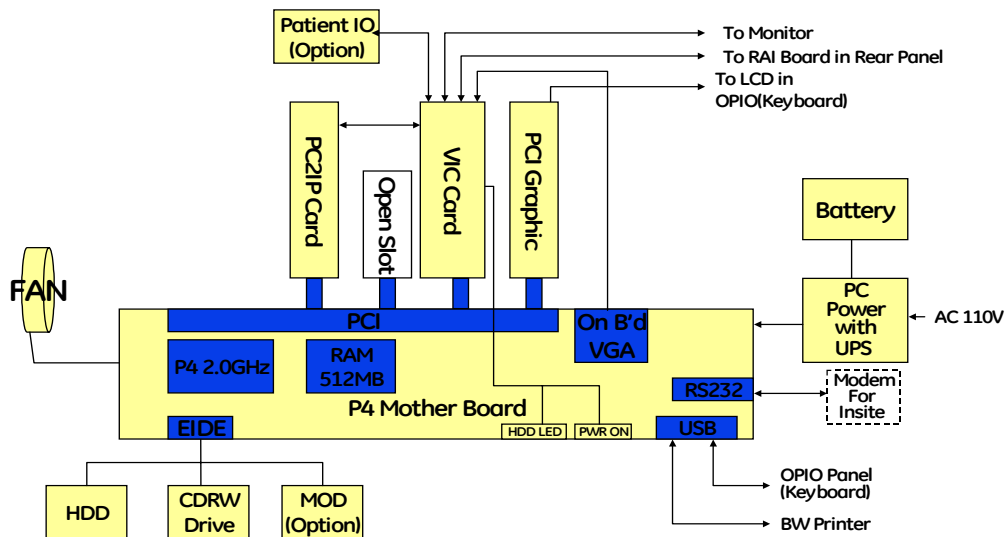 Patient IO
(Option)
To Monitor
To RAI Board in Rear Panel
To LCD in
OPIO(Keyboard)
PC2IP Card
Open Slot
VIC Card
PCI Graphic
Battery
FAN
PC
Power
with
UPS
AC 110V
PCI
On B'd
VGA
P4 2.0GHz
RAM
512MB
RS232
Modem
For
Insite
P4 Mother Board
EIDE
HDD LED
PWR ON
USB
HDD
CDRW
Drive
MOD
(Option)
OPIO Panel
(Keyboard)
BW Printer